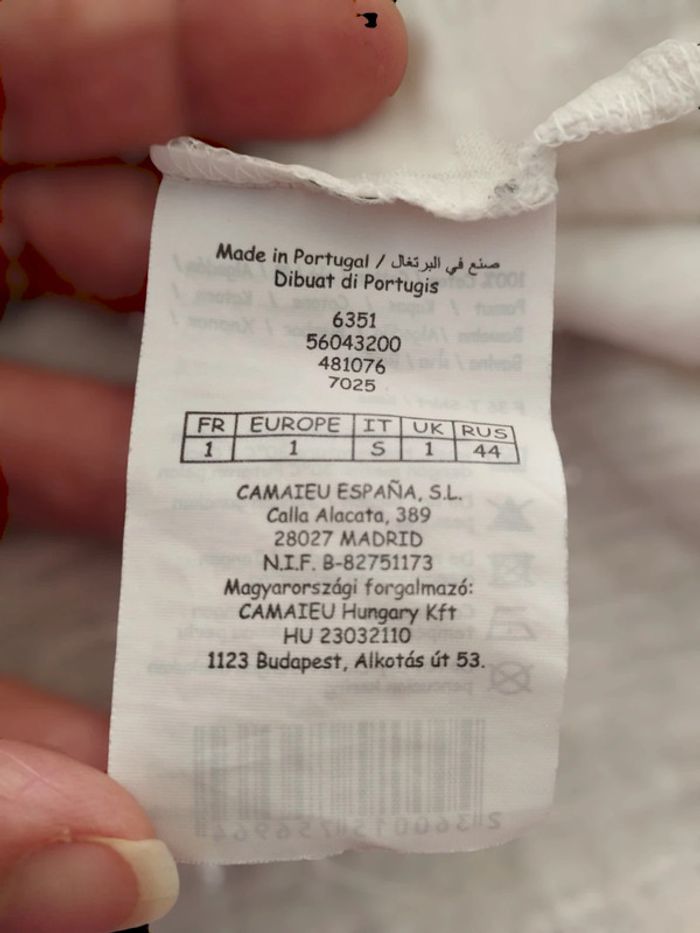 Made in Portugal / صنع في البرتغال
Dibuat di Portugis
6351
56043200
481076
7025
FR EUROPE IT UK RUS
1 1 S 1 44
CAMAIEU ESPAÑA, S.L.
Calla Alacata, 389
28027 MADRID
N.I.F. B-82751173
Magyarországi forgalmazó:
CAMAIEU Hungary Kft
HU 23032110
1123 Budapest, Alkotás út 53.